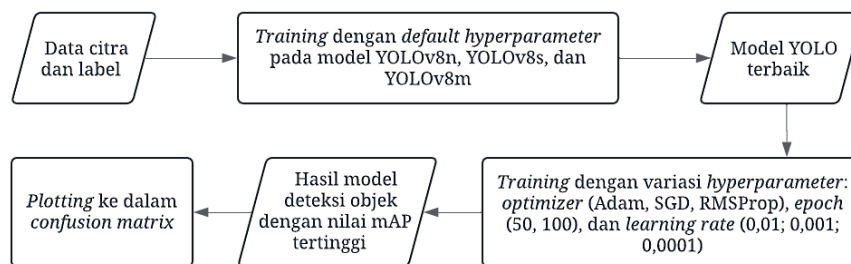 Data citra
dan label
Training dengan default hyperparameter
pada model YOLOv8n, YOLOv8s, dan
YOLOv8m
Model YOLO
terbaik
Training dengan variasi hyperparameter:
optimizer (Adam, SGD, RMSProp), epoch
(50, 100), dan learning rate (0,01; 0,001;
0,0001)
Hasil model
deteksi objek
dengan nilai mAP
tertinggi
Plotting ke dalam
confusion matrix